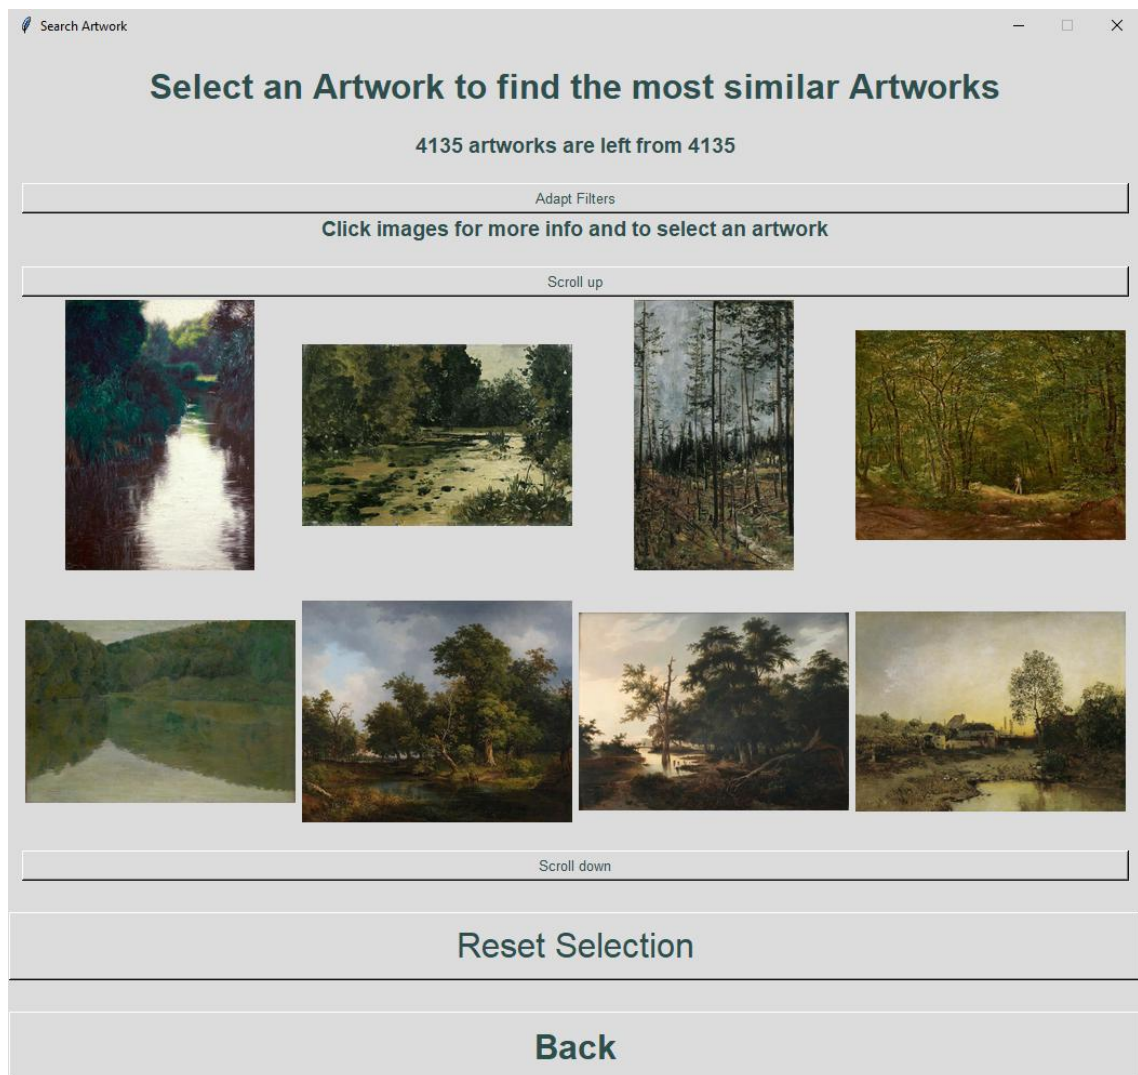 Search Artwork
Select an Artwork to find the most similar Artworks
4135 artworks are left from 4135
Adapt Filters
Click images for more info and to select an artwork
Scroll up
Scroll down
Reset Selection
Back